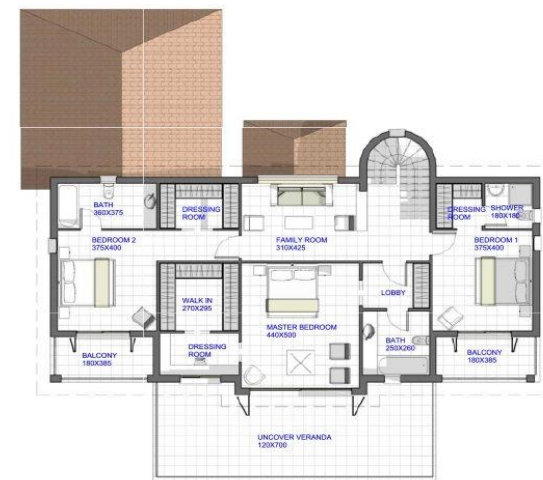 BATH
360X375
DRESSING
ROOM
DRESSING
ROOM
SHOWER
180X180
BEDROOM 2
375X400
FAMILY ROOM
310X425
BEDROOM 1
375X400
WALK IN
270X295
LOBBY
MASTER BEDROOM
440X500
DRESSING
ROOM
BATH
250X260
BALCONY
180X385
BALCONY
180X385
UNCOVER VERANDA
120X700